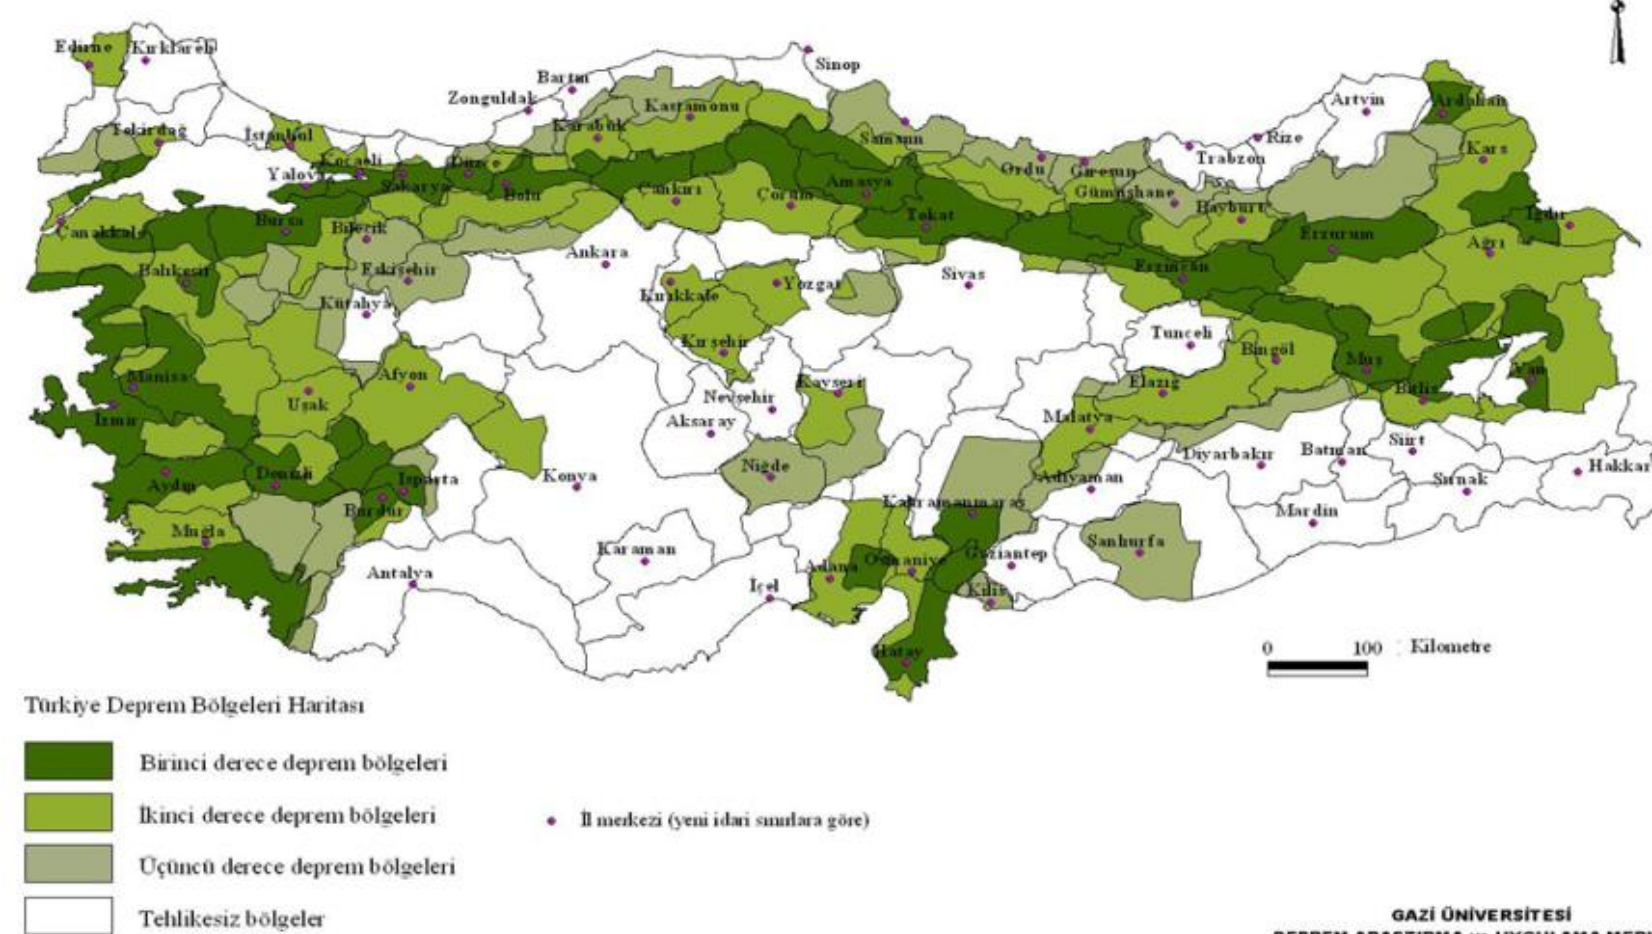 Edirne
Kırklareli
Sinop
Bartın
Zonguldak
Kastamonu
Artvin
Ardahan
Tekirdağ
İstanbul
Karabük
Samsun
Rize
Kars
Kocaeli
Düzce
Trabzon
Yalova
Sakarya
Bolu
Çankırı
Çorum
Amasya
Ordu
Giresun
Gümüşhane
Bayburt
Çanakkale
Bursa
Bilecik
Tokat
Erzurum
Iğdır
Ağrı
Ankara
Balıkesir
Eskişehir
Sivas
Erzincan
Kütahya
Kırıkkale
Yozgat
Tunceli
Kırşehir
Bingöl
Muş
Manisa
Afyon
Uşak
Nevşehir
Kayseri
Elazığ
Bitlis
Van
İzmir
Aksaray
Malatya
Siirt
Diyarbakır
Batman
Hakkar
Aydın
Denizli
Isparta
Konya
Niğde
Adıyaman
Şırnak
Burdur
Kahramanmaraş
Mardin
Muğla
Karaman
Gaziantep
Şanlıurfa
Antalya
Adana
Osmaniye
İçel
Kilis
Hatay
0 100 Kilometre
Türkiye Deprem Bölgeleri Haritası
Birinci derece deprem bölgeleri
İkinci derece deprem bölgeleri
İl merkezi (yeni idari sınırlara göre)
Üçüncü derece deprem bölgeleri
Tehlikesiz bölgeler
GAZİ ÜNİVERSİTESİ